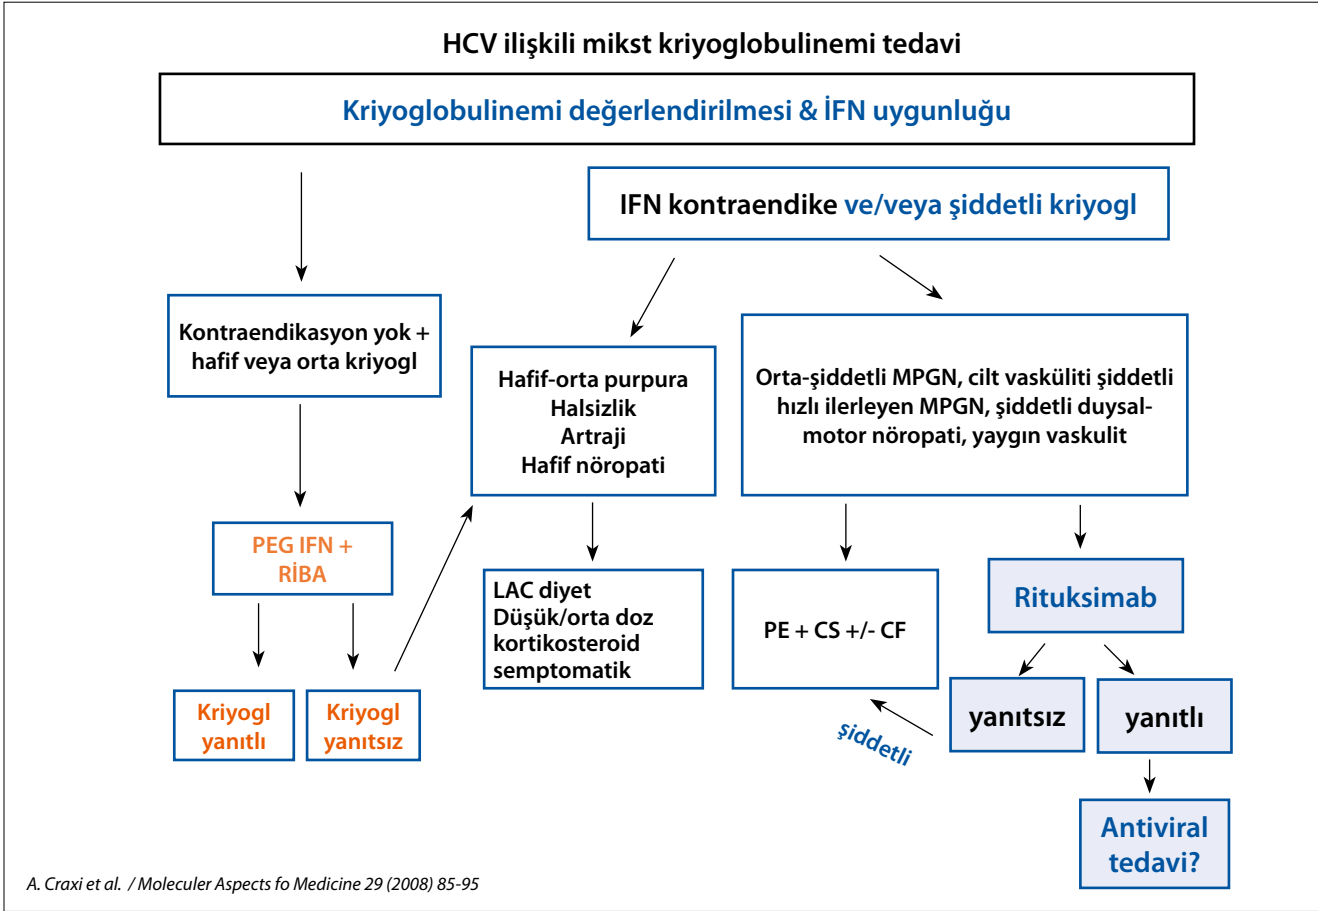 HCV ilişkili mikst kriyoglobulinemi tedavi
Kriyoglobulinemi değerlendirilmesi & İFN uygunluğu
IFN kontraendike ve/veya şiddetli kriyogl
Kontraendikasyon yok +
hafif veya orta kriyogl
Hafif-orta purpura
Halsizlik
Artraji
Hafif nöropati
Orta-şiddetli MPGN, cilt vasküliti şiddetli
hızlı ilerleyen MPGN, şiddetli duysal-
motor nöropati, yaygın vaskulit
PEG IFN +
RİBA
LAC diyet
Düşük/orta doz
kortikosteroid
semptomatik
PE + CS +/- CF
Rituksimab
Kriyogl
yanıtlı
Kriyogl
yanıtsız
şiddetli
yanıtsız
yanıtlı
Antiviral
tedavi?
A. Craxi et al. / Moleculer Aspects fo Medicine 29 (2008) 85-95